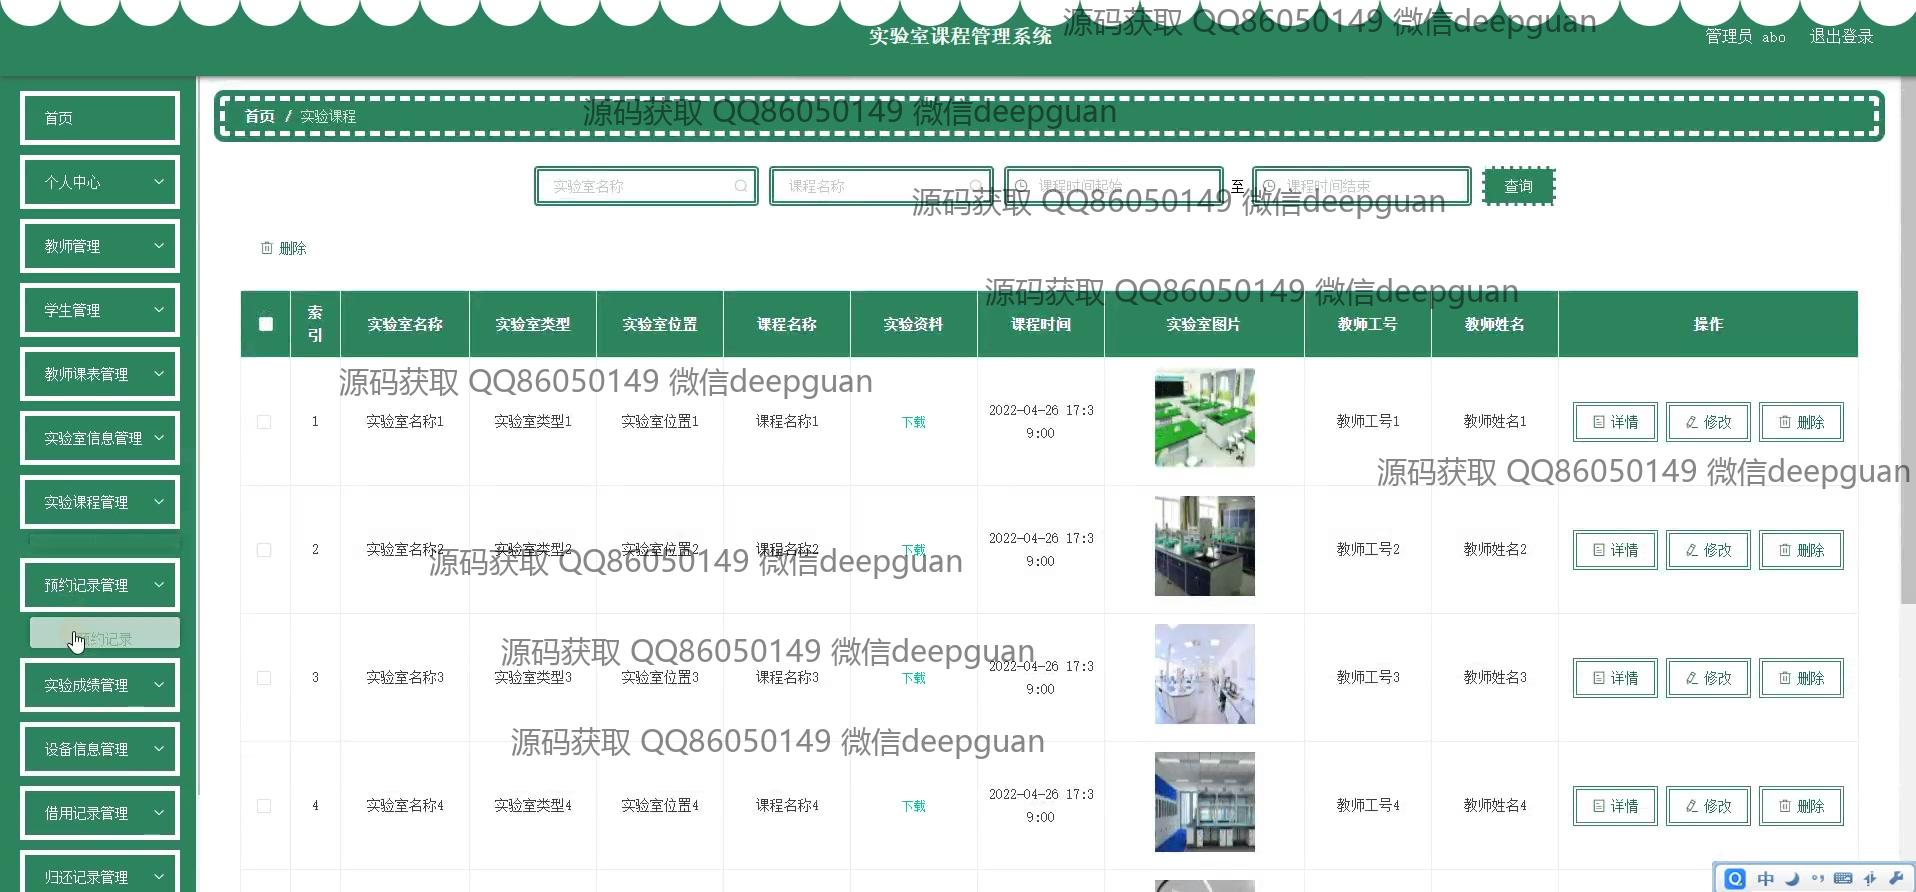 实验室课程管理系统
源码获取 QQ86050149 微信deepguan
管理员 abo
退出登录
首页
个人中心
教师管理
学生管理
教师课表管理
实验室信息管理
实验课程管理
预约记录管理
预约记录
实验成绩管理
设备信息管理
借用记录管理
归还记录管理
首页 / 实验课程
源码获取 QQ86050149 微信deepguan
实验室名称
课程名称
课程时间起始
至
课程时间结束
查询
源码获取 QQ86050149 微信deepguan
删除
源码获取 QQ86050149 微信deepguan
索引 实验室名称 实验室类型 实验室位置 课程名称 实验资料 课程时间 实验室图片 教师工号 教师姓名 操作
源码获取 QQ86050149 微信deepguan
1 实验室名称1 实验室类型1 实验室位置1 课程名称1 下载 2022-04-26 17:39:00 教师工号1 教师姓名1 详情 修改 删除
源码获取 QQ86050149 微信deepguan
2 实验室名称2 实验室类型2 实验室位置2 课程名称2 下载 2022-04-26 17:39:00 教师工号2 教师姓名2 详情 修改 删除
源码获取 QQ86050149 微信deepguan
源码获取 QQ86050149 微信deepguan
3 实验室名称3 实验室类型3 实验室位置3 课程名称3 下载 2022-04-26 17:39:00 教师工号3 教师姓名3 详情 修改 删除
源码获取 QQ86050149 微信deepguan
4 实验室名称4 实验室类型4 实验室位置4 课程名称4 下载 2022-04-26 17:39:00 教师工号4 教师姓名4 详情 修改 删除
中